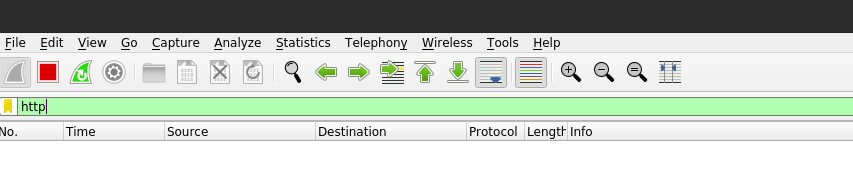 File Edit View Go Capture Analyze Statistics Telephony Wireless Tools Help
http
No. Time Source Destination Protocol Length Info